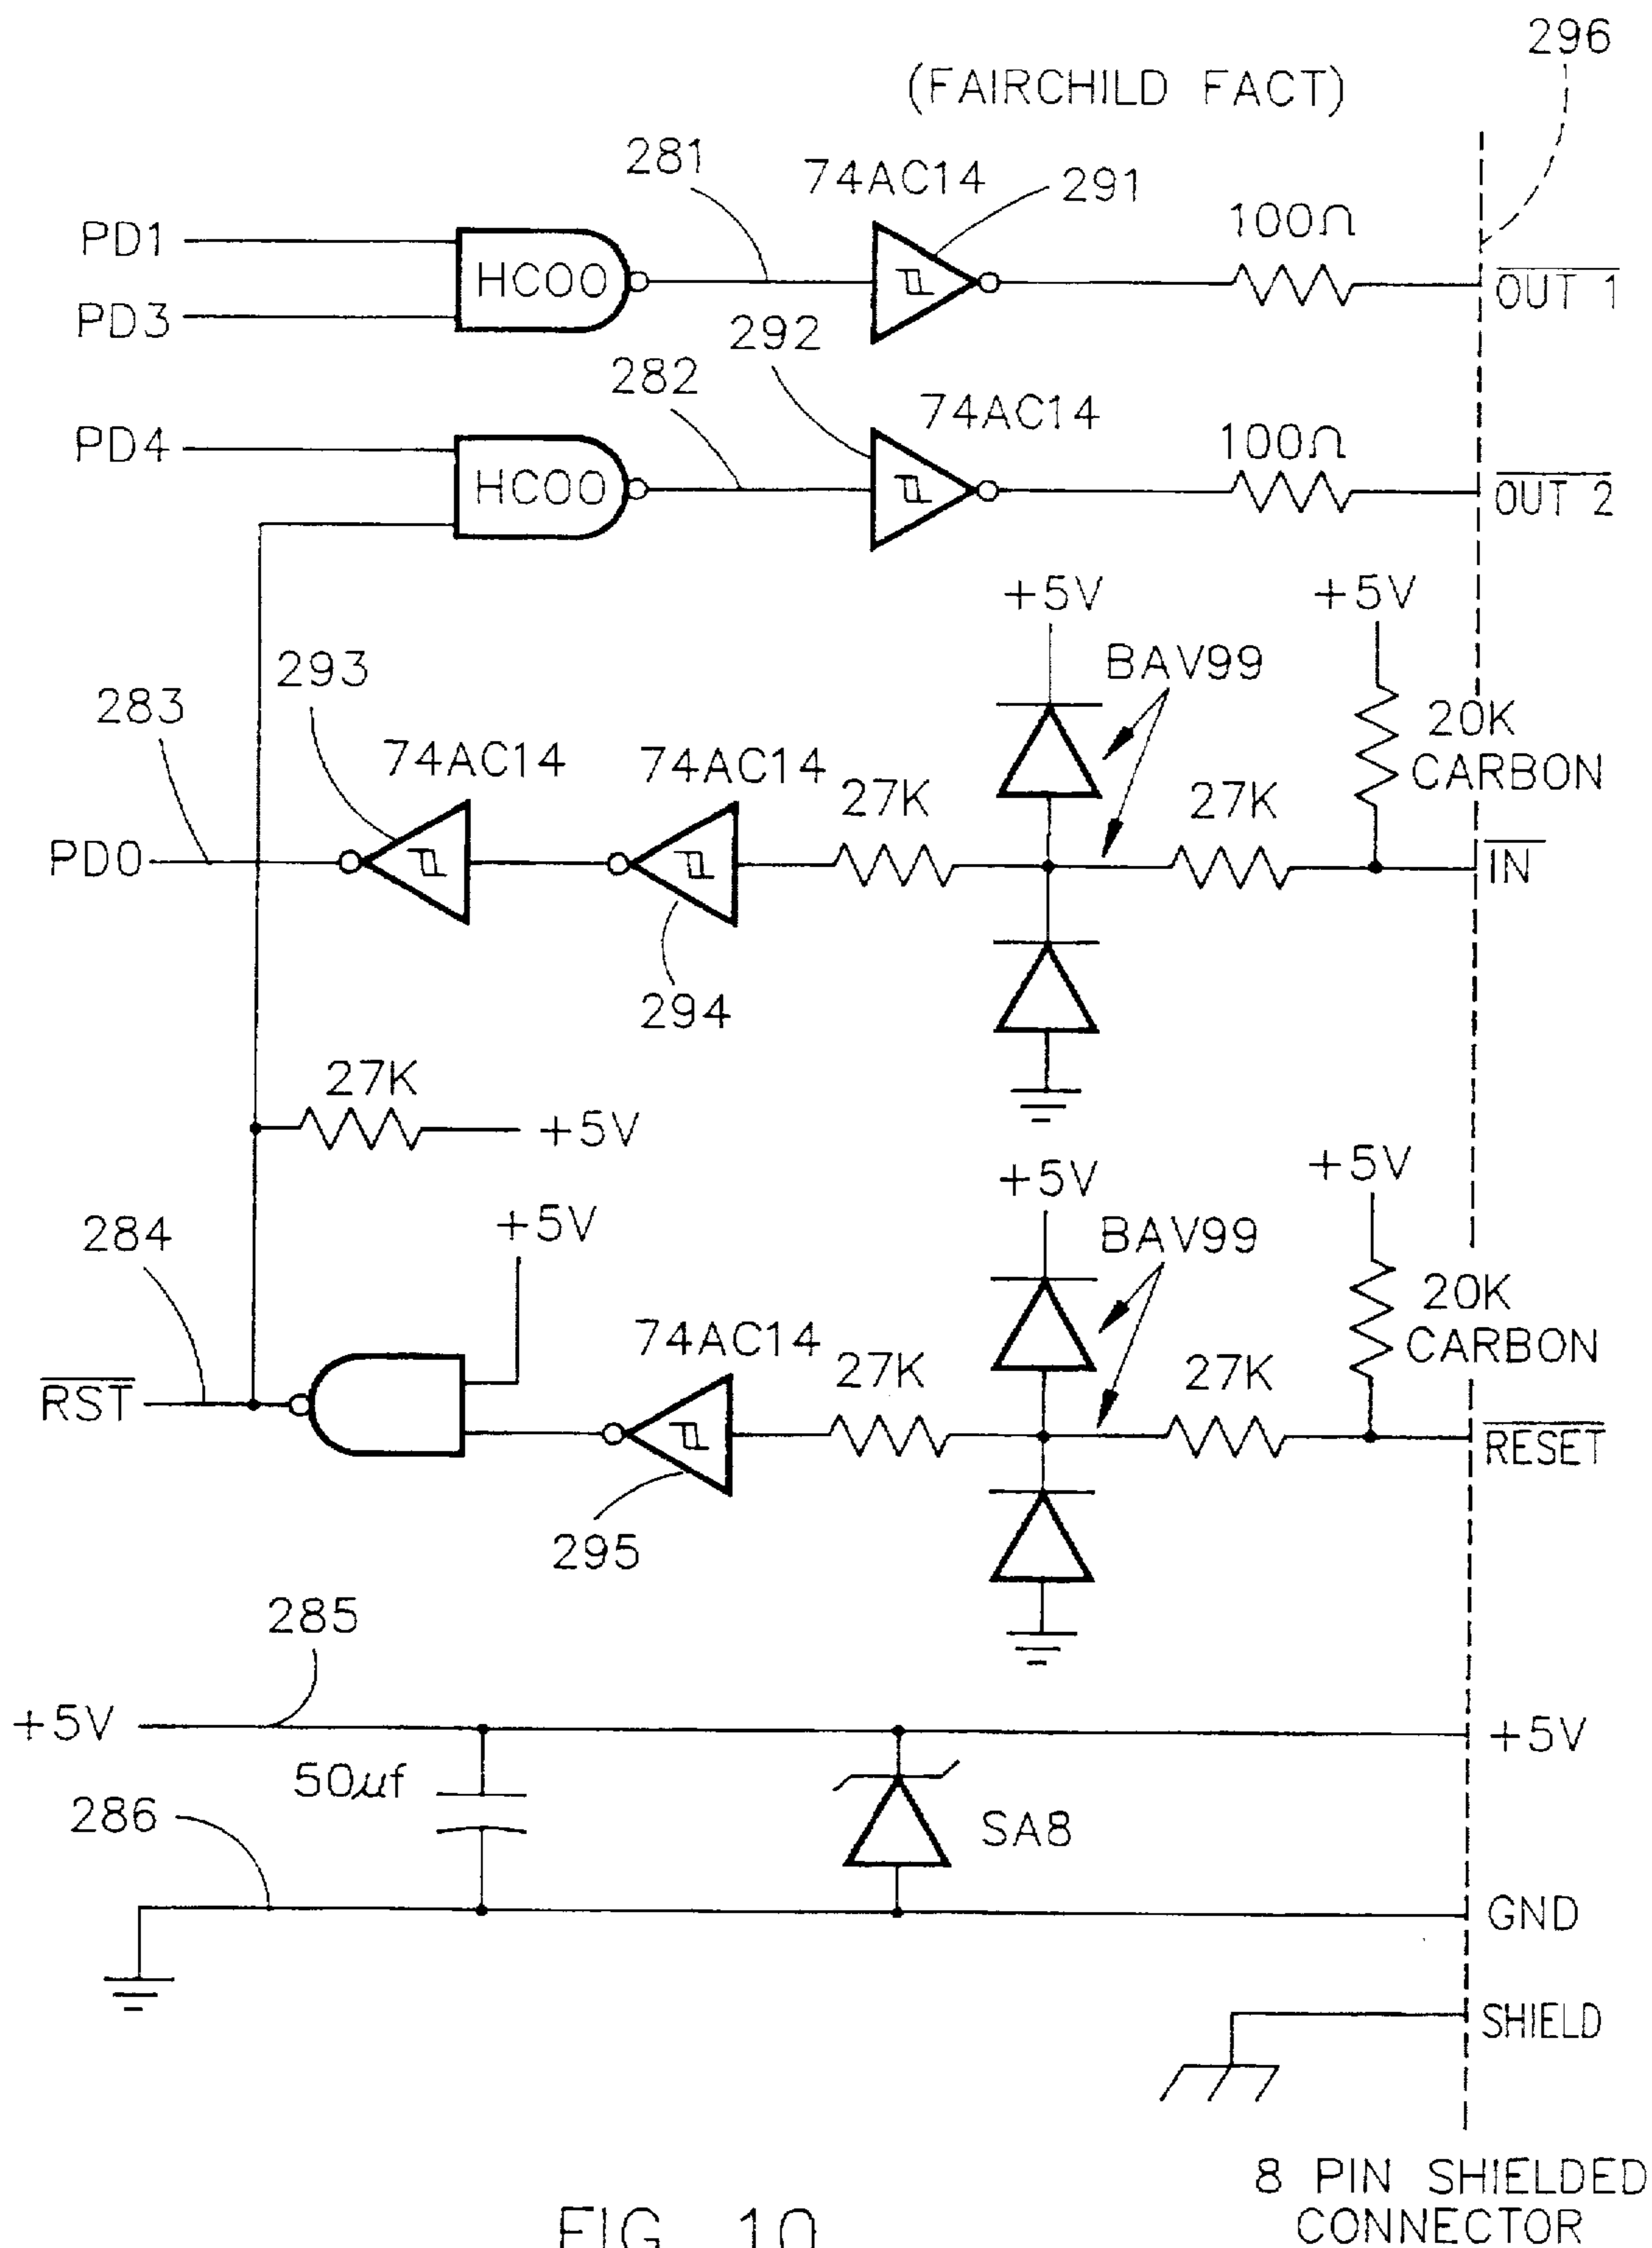 296
(FAIRCHILD FACT)
281
74AC14
291
100Ω
PD1
HC00
OUT 1
PD3
292
282
74AC14
100Ω
PD4
HC00
OUT 2
+5V
+5V
293
BAV99
283
20K
CARBON
74AC14
74AC14
27K
27K
PD0
IN
294
27K
+5V
+5V
+5V
284
+5V
BAV99
20K
CARBON
74AC14
27K
27K
RST
RESET
295
285
+5V
+5V
50µf
286
SA8
GND
SHIELD
8 PIN SHIELDED
CONNECTOR
FIG. 10